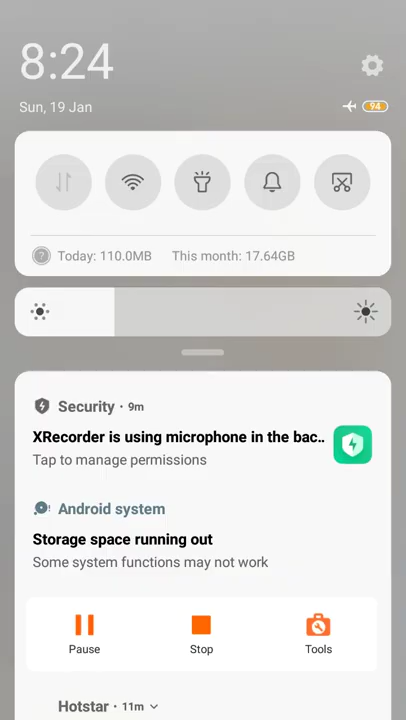 8:24
Sun, 19 Jan
94
Today: 110.0MB This month: 17.64GB
Security · 9m
XRecorder is using microphone in the bac..
Tap to manage permissions
Android system
Storage space running out
Some system functions may not work
Pause Stop Tools
Hotstar · 11m